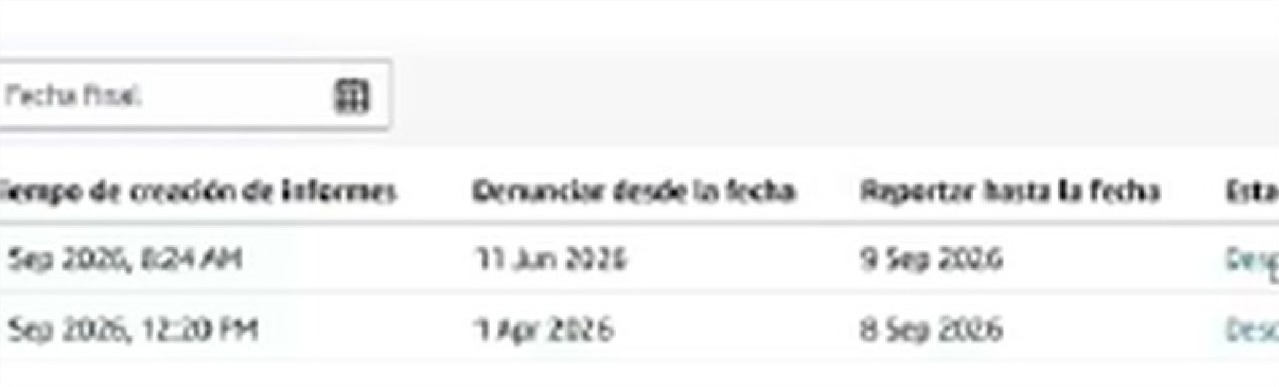 Fecha final
Tiempo de creación de informes Denunciar desde la fecha Reportar hasta la fecha
Sep 2026, 8:24 AM 11 Jun 2026 9 Sep 2026
Sep 2026, 12:20 PM 1 Apr 2026 8 Sep 2026